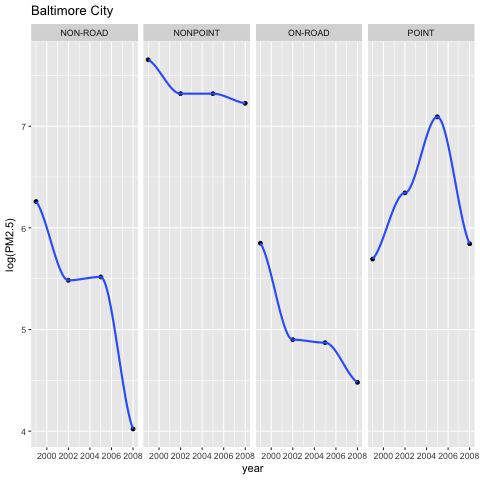 Baltimore City
NON-ROAD NONPOINT ON-ROAD POINT
log(PM2.5)
7
6
5
4
2000 2002 2004 2006 2008 2000 2002 2004 2006 2008 2000 2002 2004 2006 2008 2000 2002 2004 2006 2008
year